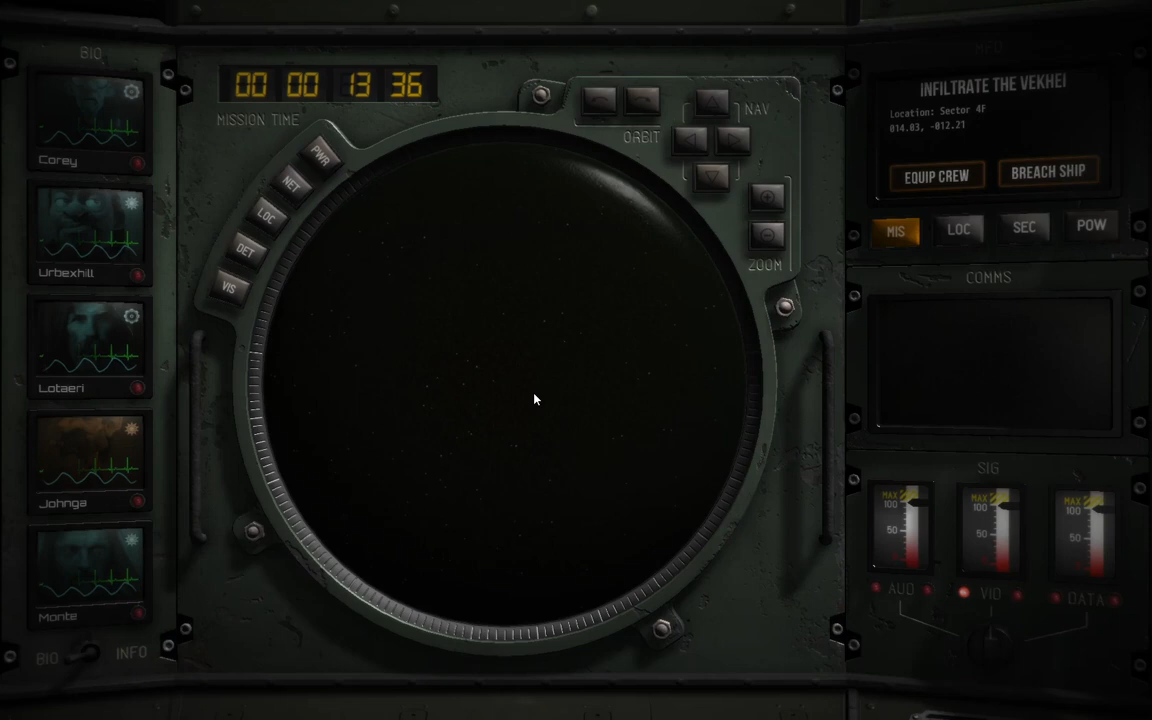 BIO
Corey
Urbexhill
Lotaeri
Johnga
Monte
BIO INFO
00 00 13 36
MISSION TIME
PWR
NET
LOC
DET
VIS
ORBIT
NAV
ZOOM
INFILTRATE THE VEKHEI
Location: Sector 4F
014.03, -012.21
EQUIP CREW BREACH SHIP
MIS LOC SEC POW
COMMS
SIG
MAX MAX MAX
100 100 100
50 50 50
AUD VID DATA